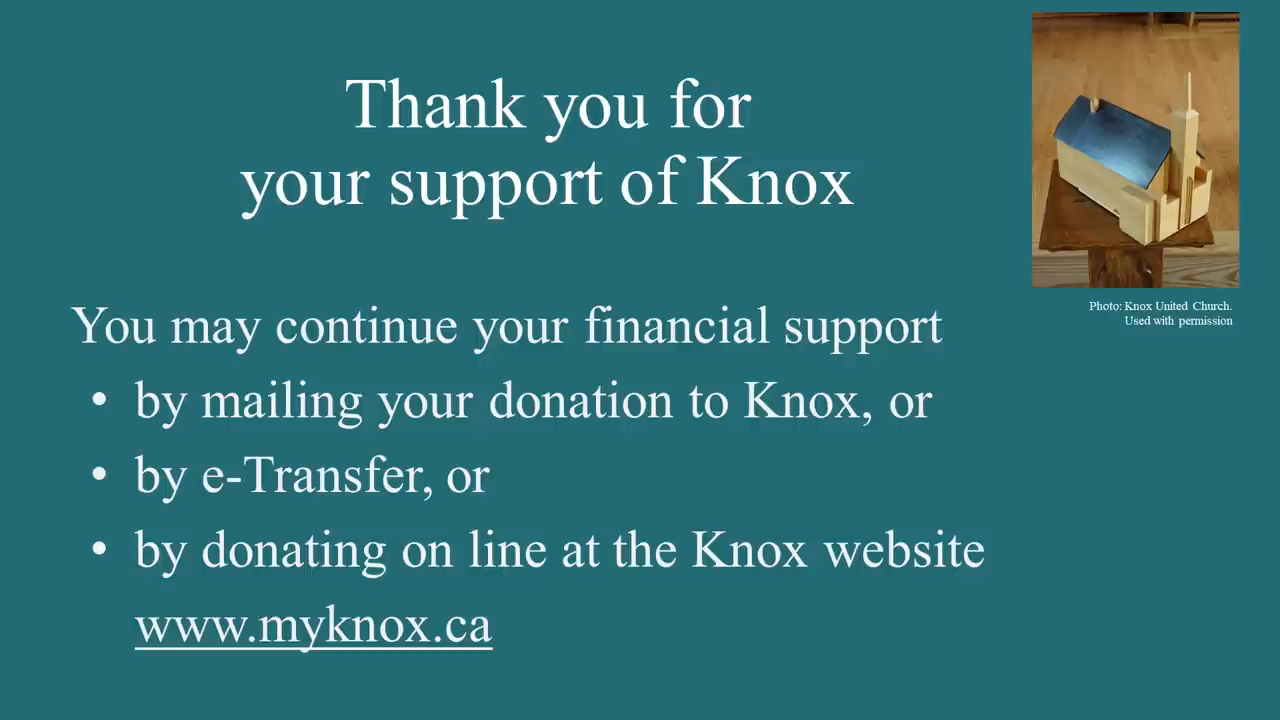 Thank you for
your support of Knox
Photo: Knox United Church.
Used with permission
You may continue your financial support
• by mailing your donation to Knox, or
• by e-Transfer, or
• by donating on line at the Knox website
www.myknox.ca